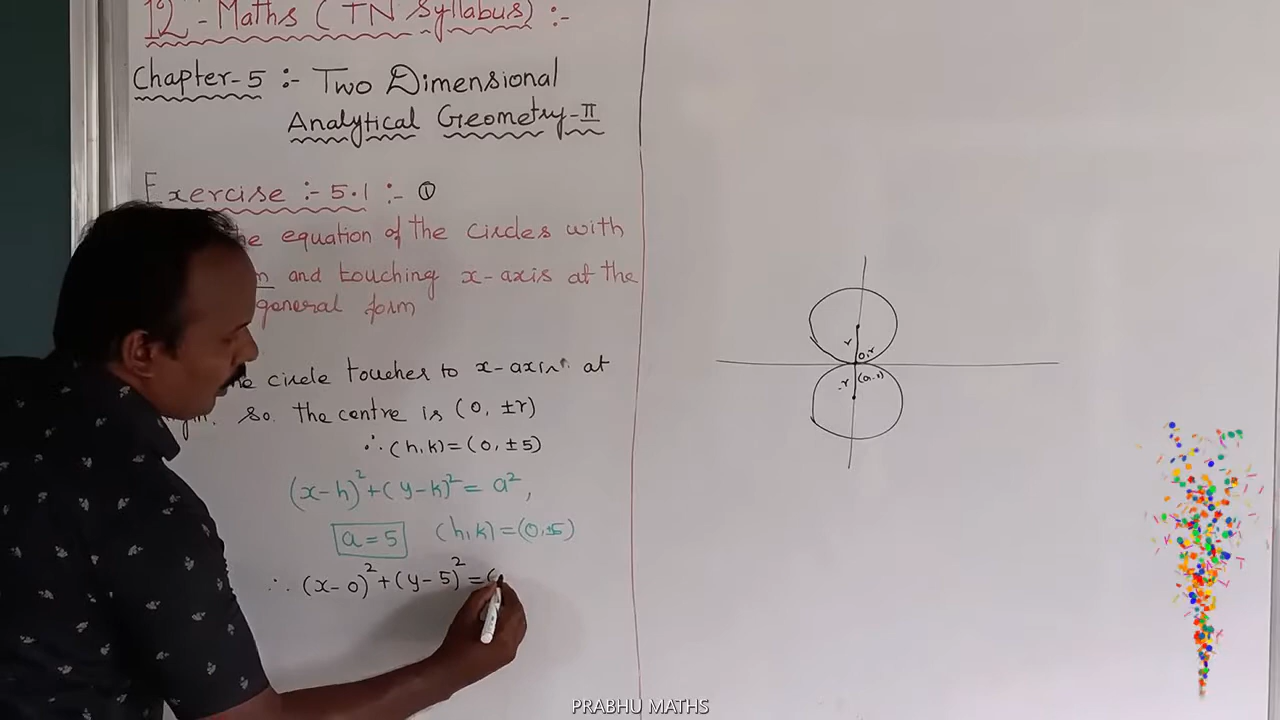 12 - Maths (TN Syllabus) :-
Chapter-5 :- Two Dimensional
Analytical Geometry-II
Exercise :- 5.1 :- ①
equation of the circles with
and touching x-axis at the
general form
circle touches to x-axis at
so the centre is (0, ±r)
∴ (h,k)=(0, ±5)
(x-h)²+(y-k)² = a²,
a=5 (h,k)=(0,±5)
∴ (x-0)²+(y-5)² =(
r
0,r
-r
PRABHU MATHS